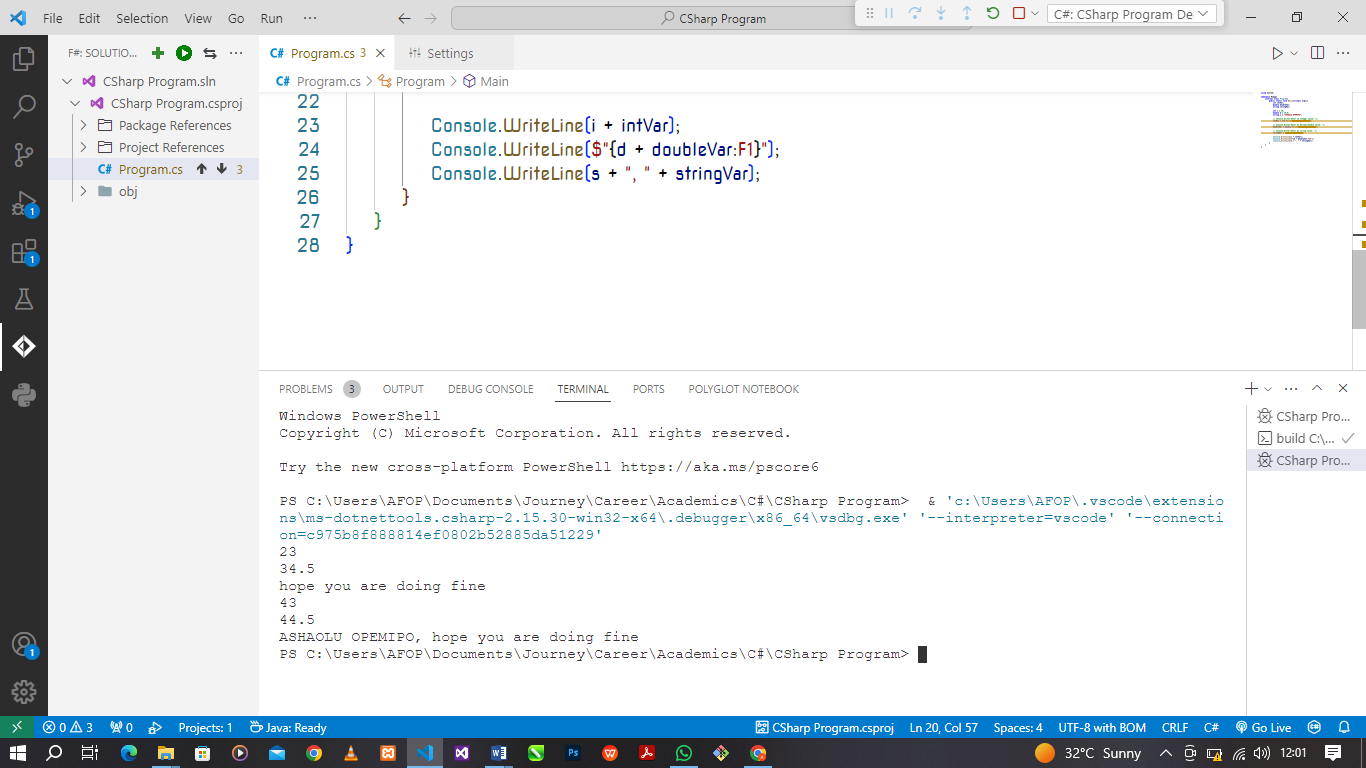 File Edit Selection View Go Run ··· CSharp Program C#: CSharp Program De
F#: SOLUTIO... ···
CSharp Program.sln
CSharp Program.csproj
Package References
Project References
C# Program.cs 3
obj
1
1
1
C# Program.cs 3 Settings
C# Program.cs > Program > Main
22
23 Console.WriteLine(i + intVar);
24 Console.WriteLine($"{d + doubleVar:F1}");
25 Console.WriteLine(s + ", " + stringVar);
26 }
27 }
28 }
PROBLEMS 3 OUTPUT DEBUG CONSOLE TERMINAL PORTS POLYGLOT NOTEBOOK
Windows PowerShell
Copyright (C) Microsoft Corporation. All rights reserved.
Try the new cross-platform PowerShell https://aka.ms/pscore6
PS C:\Users\AFOP\Documents\Journey\Career\Academics\C#\CSharp Program> & 'c:\Users\AFOP\.vscode\extensio
ns\ms-dotnettools.csharp-2.15.30-win32-x64\.debugger\x86_64\vsdbg.exe' '--interpreter=vscode' '--connecti
on=c975b8f888814ef0802b52885da51229'
23
34.5
hope you are doing fine
43
44.5
ASHAOLU OPEMIPO, hope you are doing fine
PS C:\Users\AFOP\Documents\Journey\Career\Academics\C#\CSharp Program>
CSharp Pro...
build C:\...
CSharp Pro...
0 3 0 Projects: 1 Java: Ready CSharp Program.csproj Ln 20, Col 57 Spaces: 4 UTF-8 with BOM CRLF C# Go Live
32°C Sunny 12:01